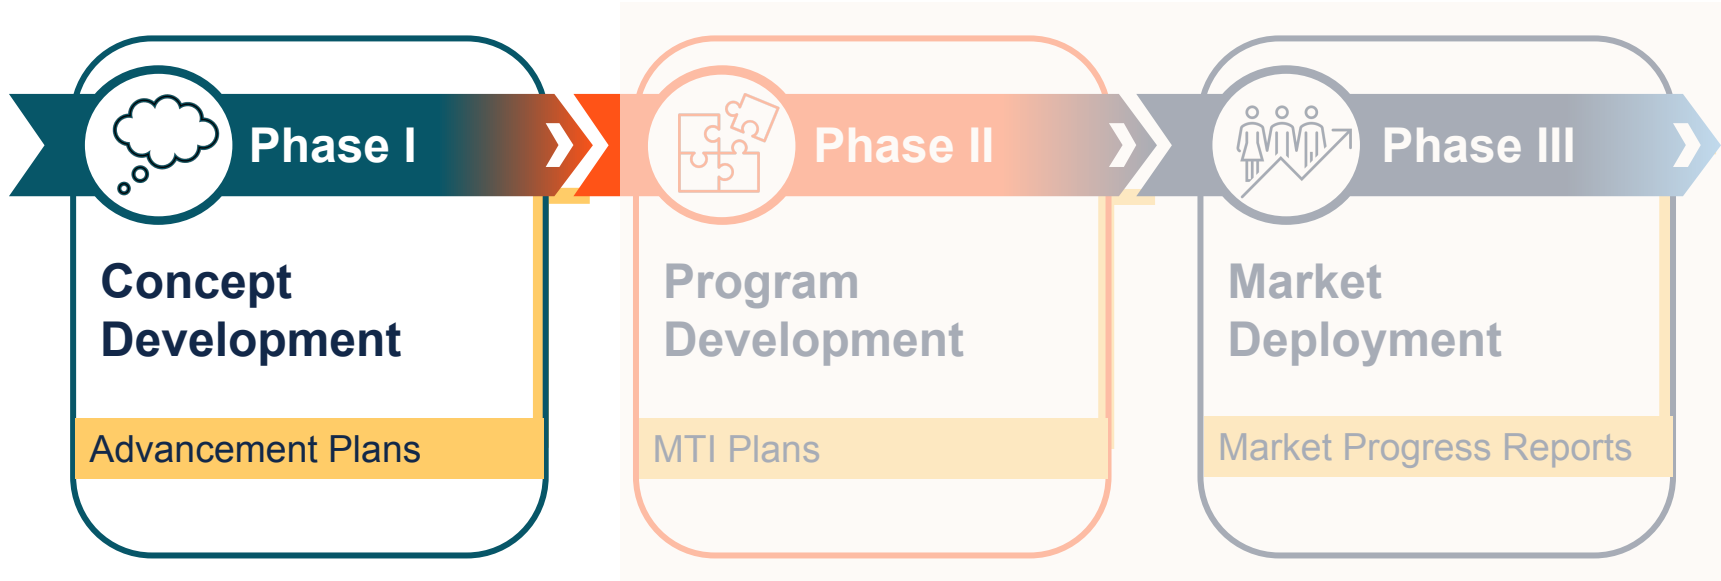 Phase I
Phase II
Phase III
Concept
Development
Program
Development
Market
Deployment
Advancement Plans
MTI Plans
Market Progress Reports